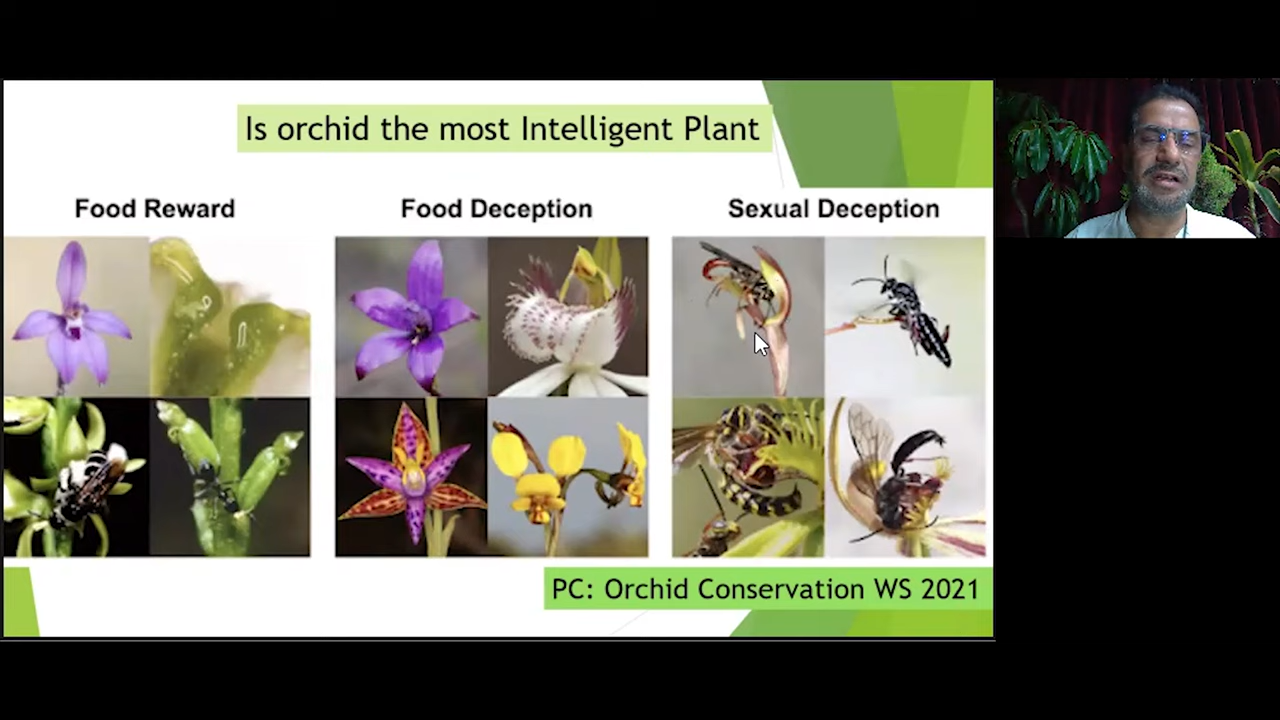 Is orchid the most Intelligent Plant
Food Reward
Food Deception
Sexual Deception
PC: Orchid Conservation WS 2021